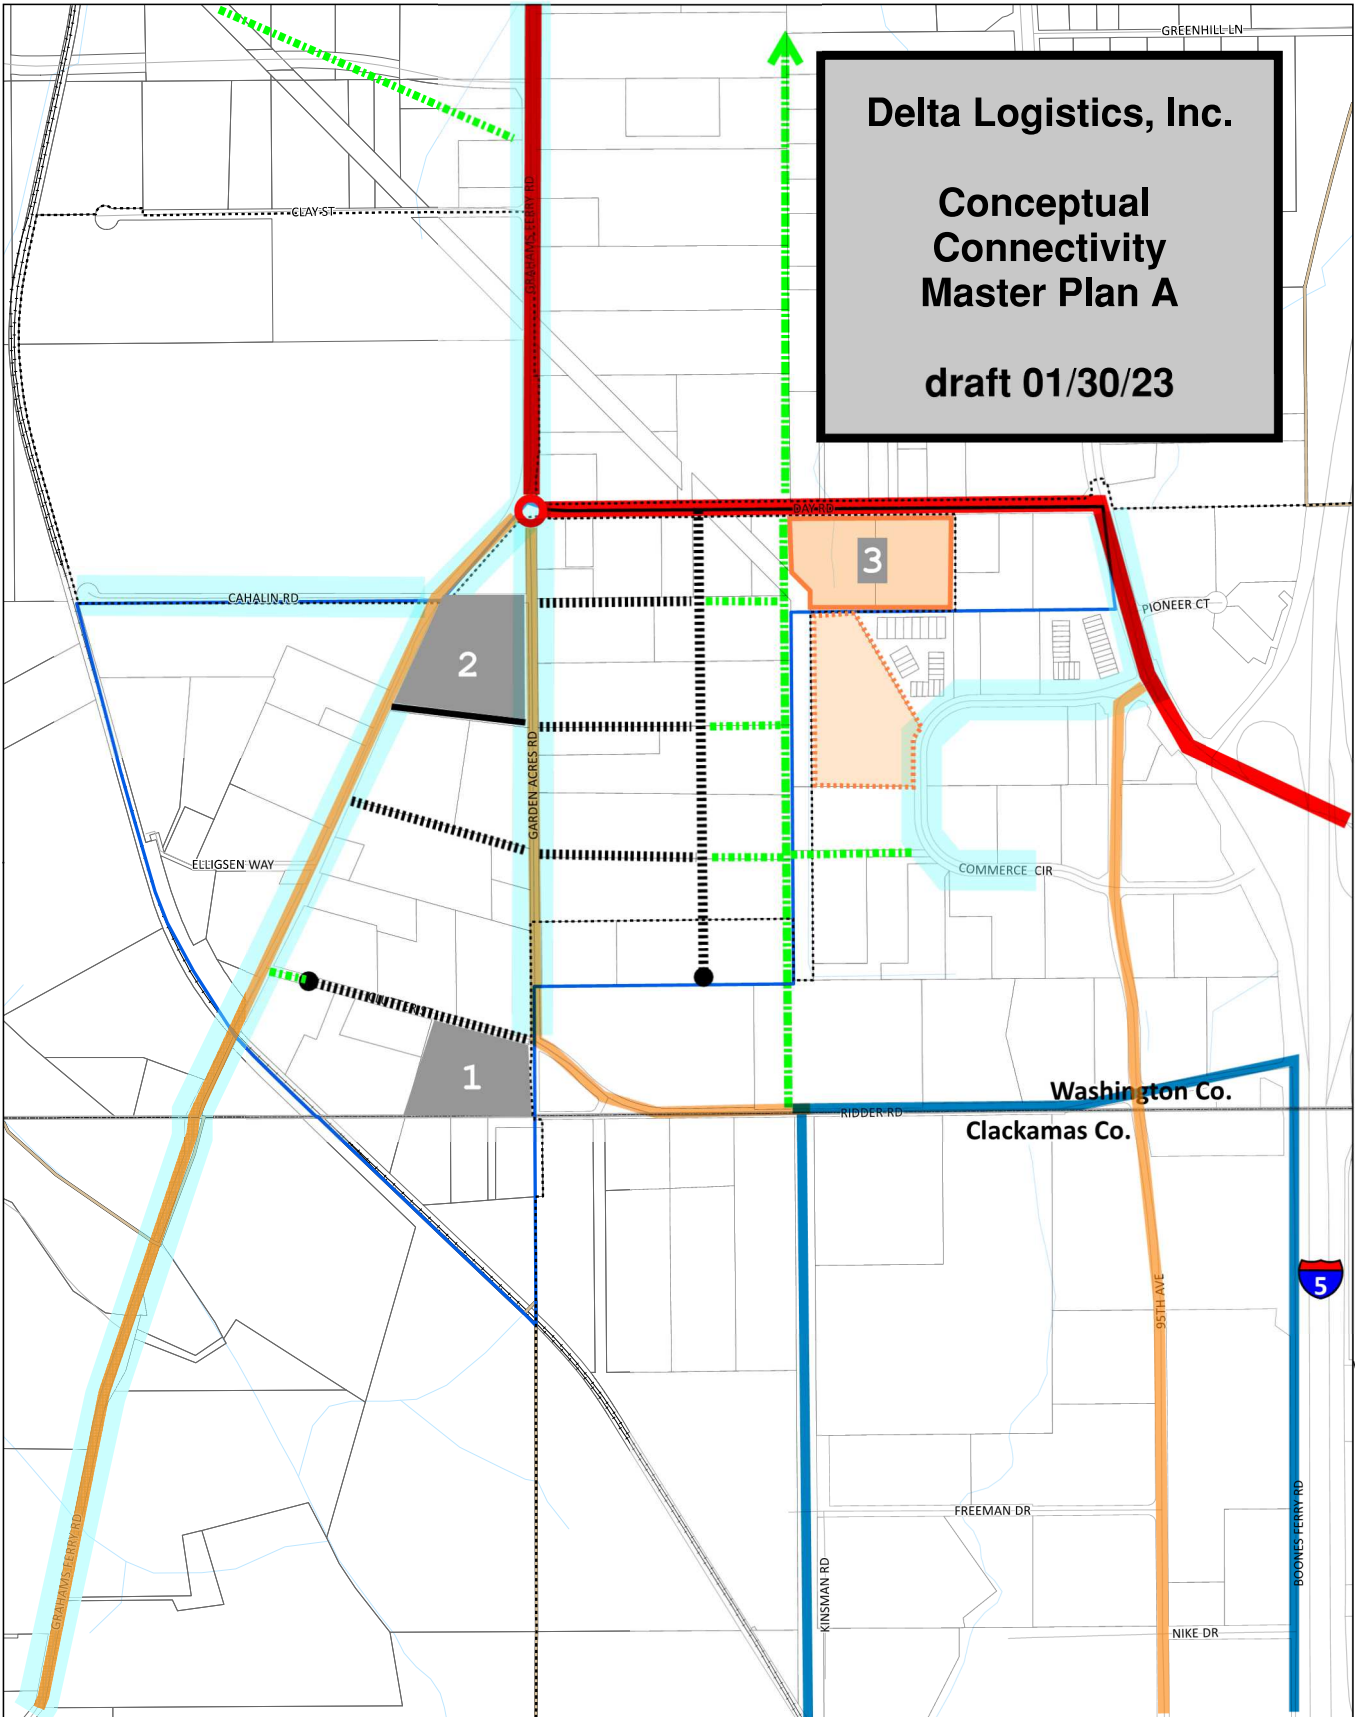 GREENHILL LN
Delta Logistics, Inc.
Conceptual
Connectivity
Master Plan A
draft 01/30/23
CLAY ST
GRAHAMS FERRY RD
DAY RD
3
CAHALIN RD
PIONEER CT
2
GARDEN ACRES RD
ELLIGSEN WAY
COMMERCE CIR
CLUTTER ST
1
Washington Co.
RIDDER RD
Clackamas Co.
5
95TH AVE
FREEMAN DR
BOONES FERRY RD
GRAHAMS FERRY RD
KINSMAN RD
NIKE DR